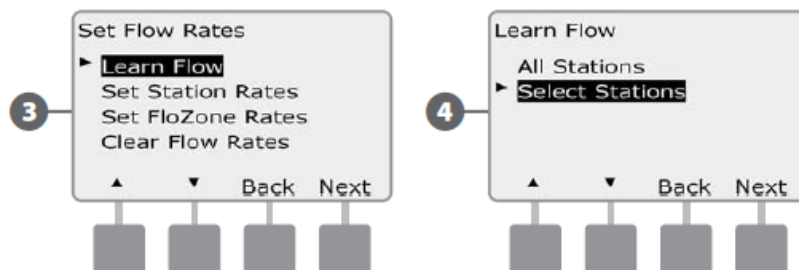 Set Flow Rates
► Learn Flow
Set Station Rates
Set FloZone Rates
Clear Flow Rates
▲ ▼ Back Next
3
Learn Flow
All Stations
► Select Stations
▲ ▼ Back Next
4